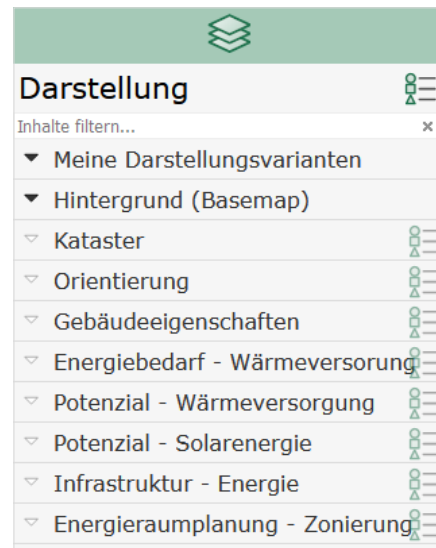 Darstellung
Inhalte filtern...
Meine Darstellungsvarianten
Hintergrund (Basemap)
Kataster
Orientierung
Gebäudeeigenschaften
Energiebedarf - Wärmeversorung
Potenzial - Wärmeversorgung
Potenzial - Solarenergie
Infrastruktur - Energie
Energieraumplanung - Zonierung